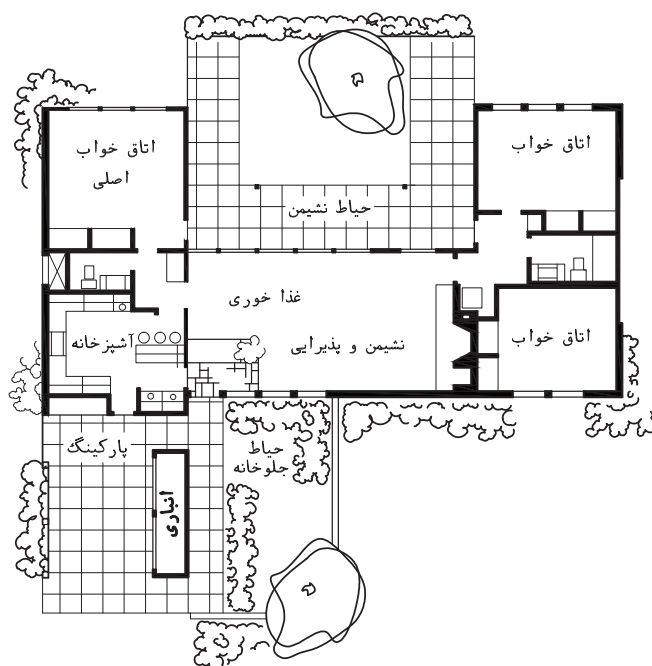 اتاق خواب
اصلی
اتاق خواب
حیاط نشیمن
غذا خوری
نشیمن و پذیرایی
آشپزخانه
اتاق خواب
پارکینگ
حیاط
جلوخانه
انباری